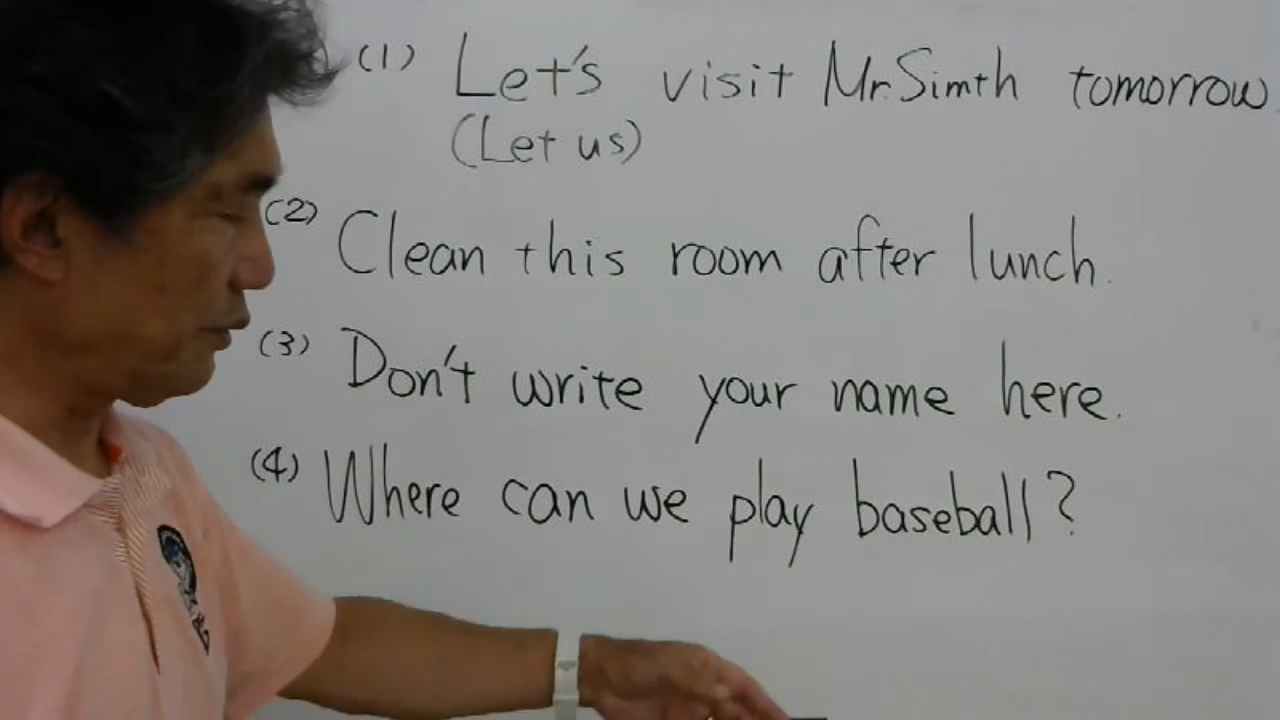 (1) Let's visit Mr.Simth tomorrow.
(Let us)
(2) Clean this room after lunch.
(3) Don't write your name here.
(4) Where can we play baseball?